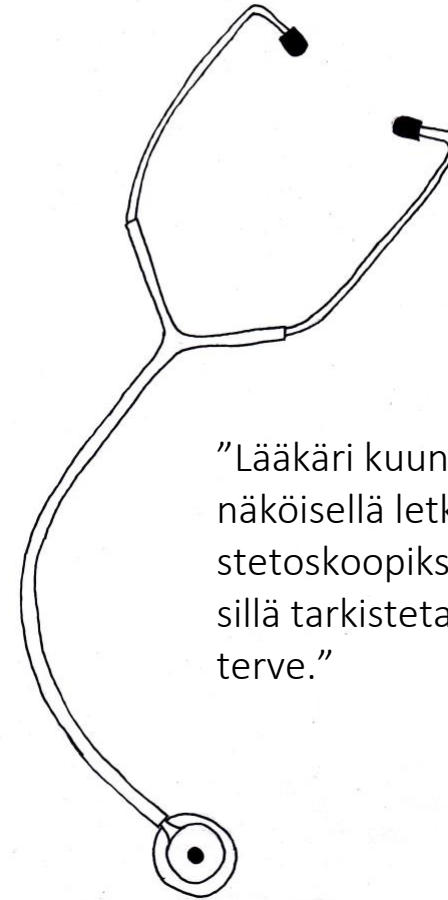 ”Lääkäri kuun
näköisellä letk
stetoskoopiks
sillä tarkisteta
terve.”